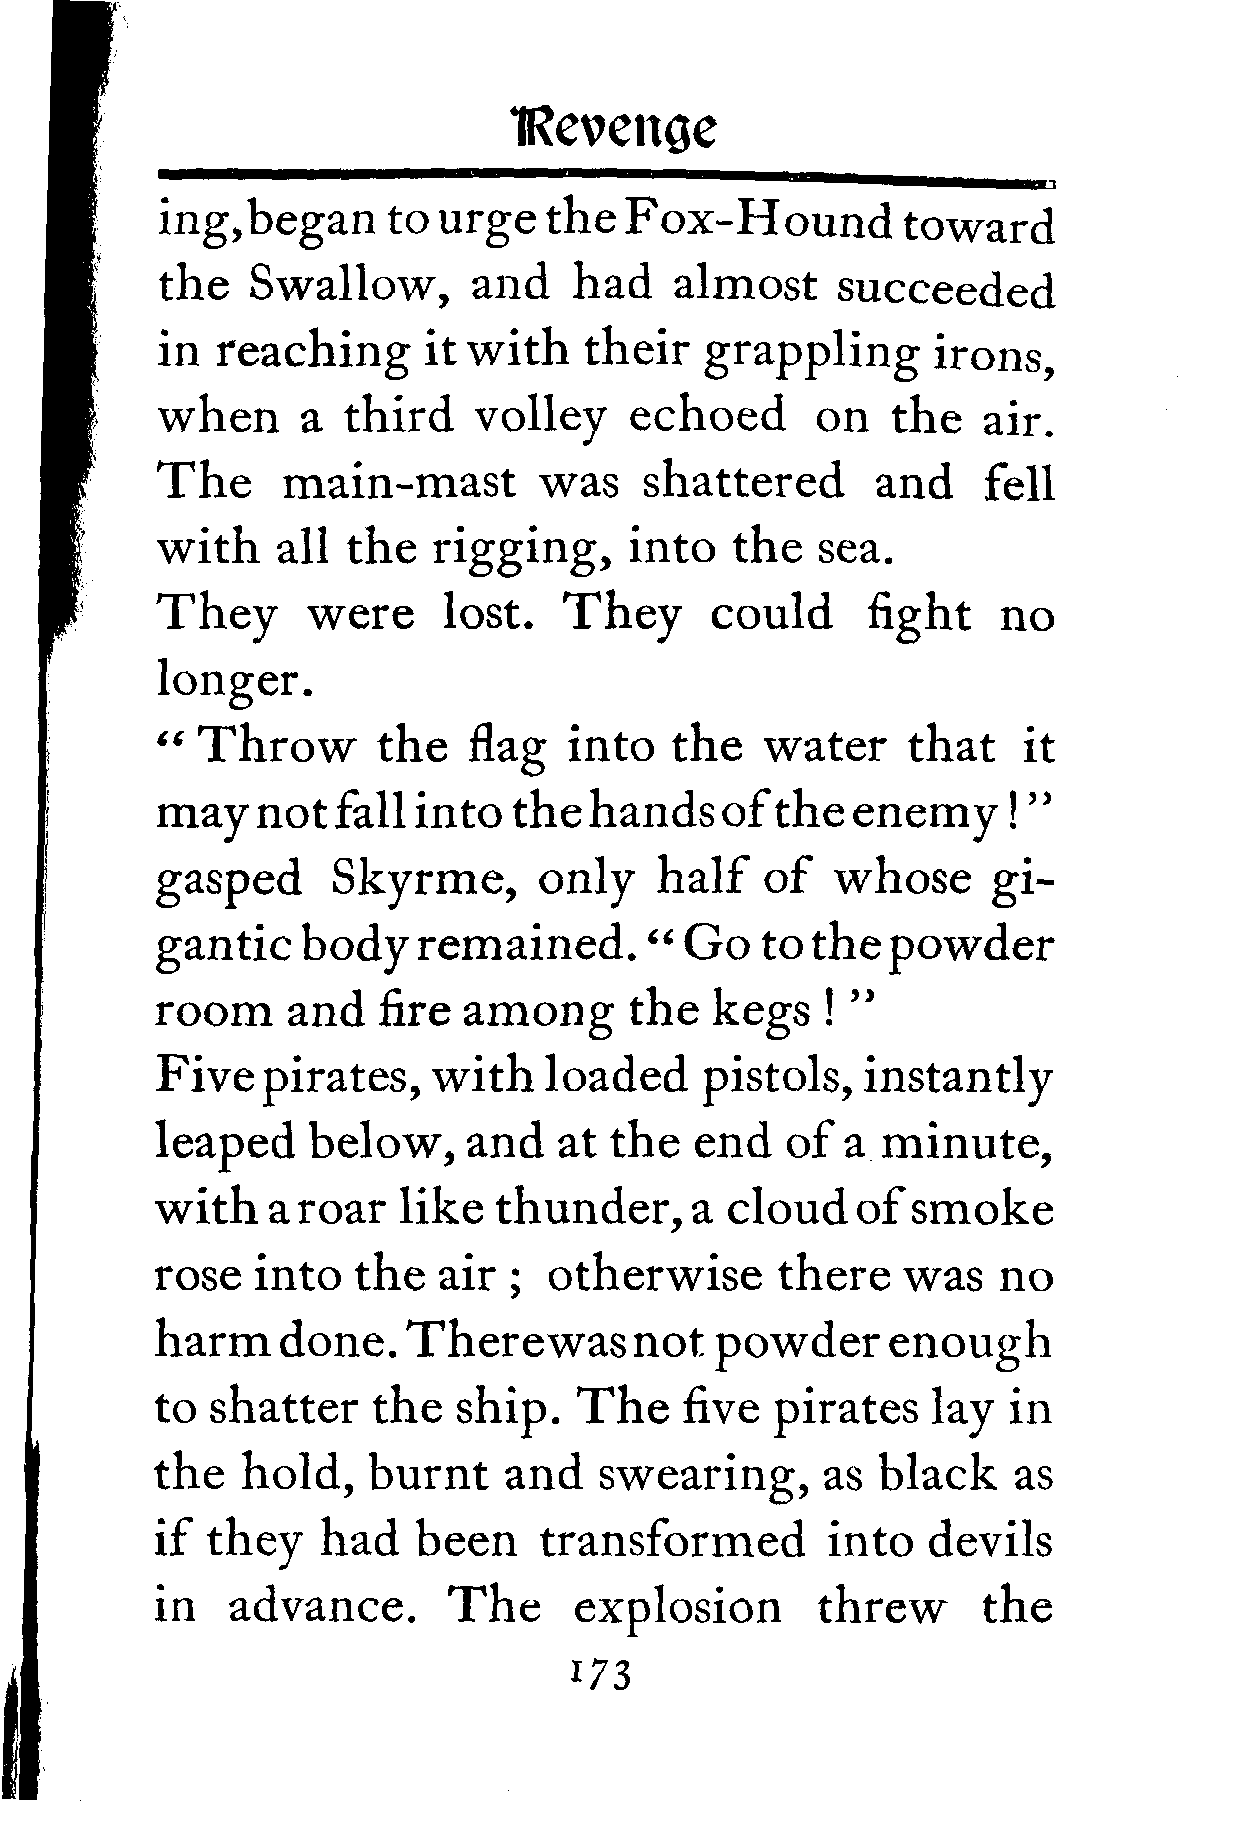 Revenge
ing, began to urge the Fox-Hound toward
the Swallow, and had almost succeeded
in reaching it with their grappling irons,
when a third volley echoed on the air.
The main-mast was shattered and fell
with all the rigging, into the sea.
They were lost. They could fight no
longer.
“Throw the flag into the water that it
may not fall into the hands of the enemy!”
gasped Skyrme, only half of whose gi-
gantic body remained. “Go to the powder
room and fire among the kegs!”
Five pirates, with loaded pistols, instantly
leaped below, and at the end of a minute,
with a roar like thunder, a cloud of smoke
rose into the air; otherwise there was no
harm done. There was not powder enough
to shatter the ship. The five pirates lay in
the hold, burnt and swearing, as black as
if they had been transformed into devils
in advance. The explosion threw the
173